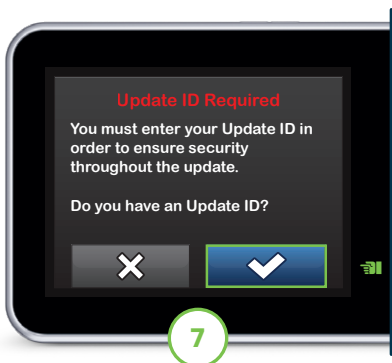 Update ID Required
You must enter your Update ID in
order to ensure security
throughout the update.
Do you have an Update ID?
7